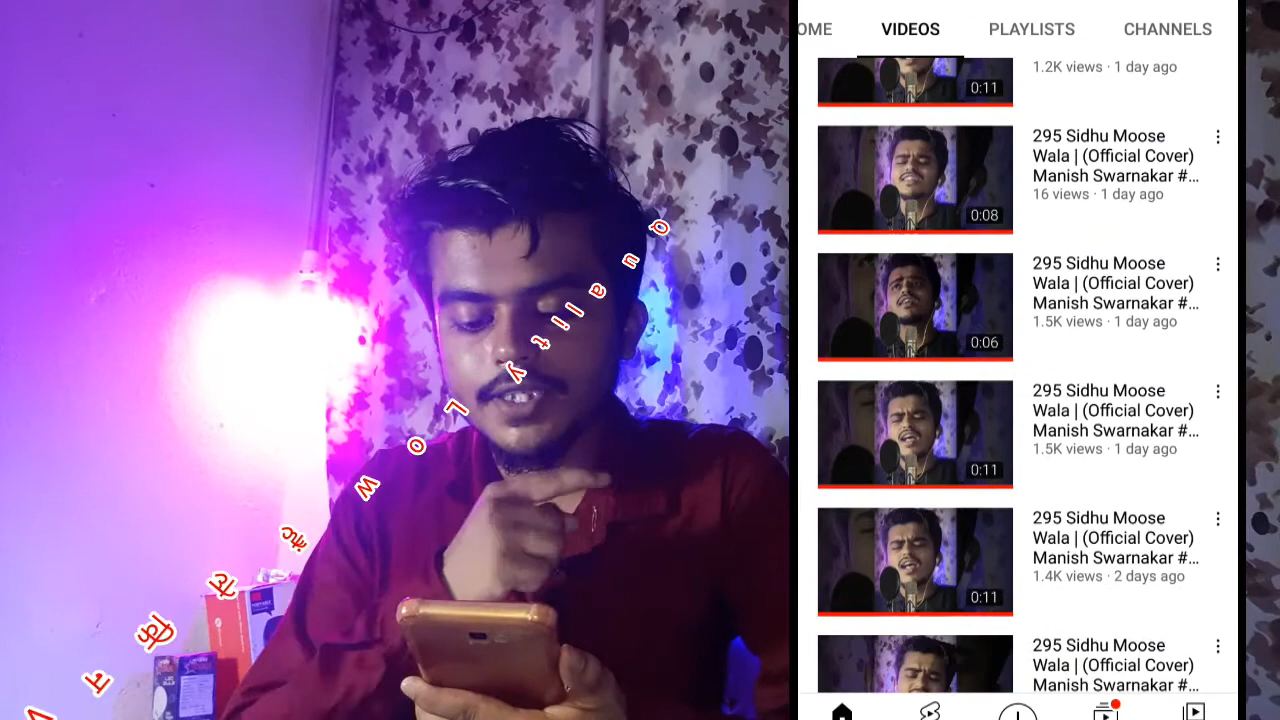 OME VIDEOS PLAYLISTS CHANNELS
1.2K views · 1 day ago
0:11
295 Sidhu Moose
Wala | (Official Cover)
Manish Swarnakar #...
16 views · 1 day ago
0:08
295 Sidhu Moose
Wala | (Official Cover)
Manish Swarnakar #...
1.5K views · 1 day ago
0:06
295 Sidhu Moose
Wala | (Official Cover)
Manish Swarnakar #...
1.5K views · 1 day ago
0:11
295 Sidhu Moose
Wala | (Official Cover)
Manish Swarnakar #...
1.4K views · 2 days ago
0:11
295 Sidhu Moose
Wala | (Official Cover)
Manish Swarnakar #...
Low Quality